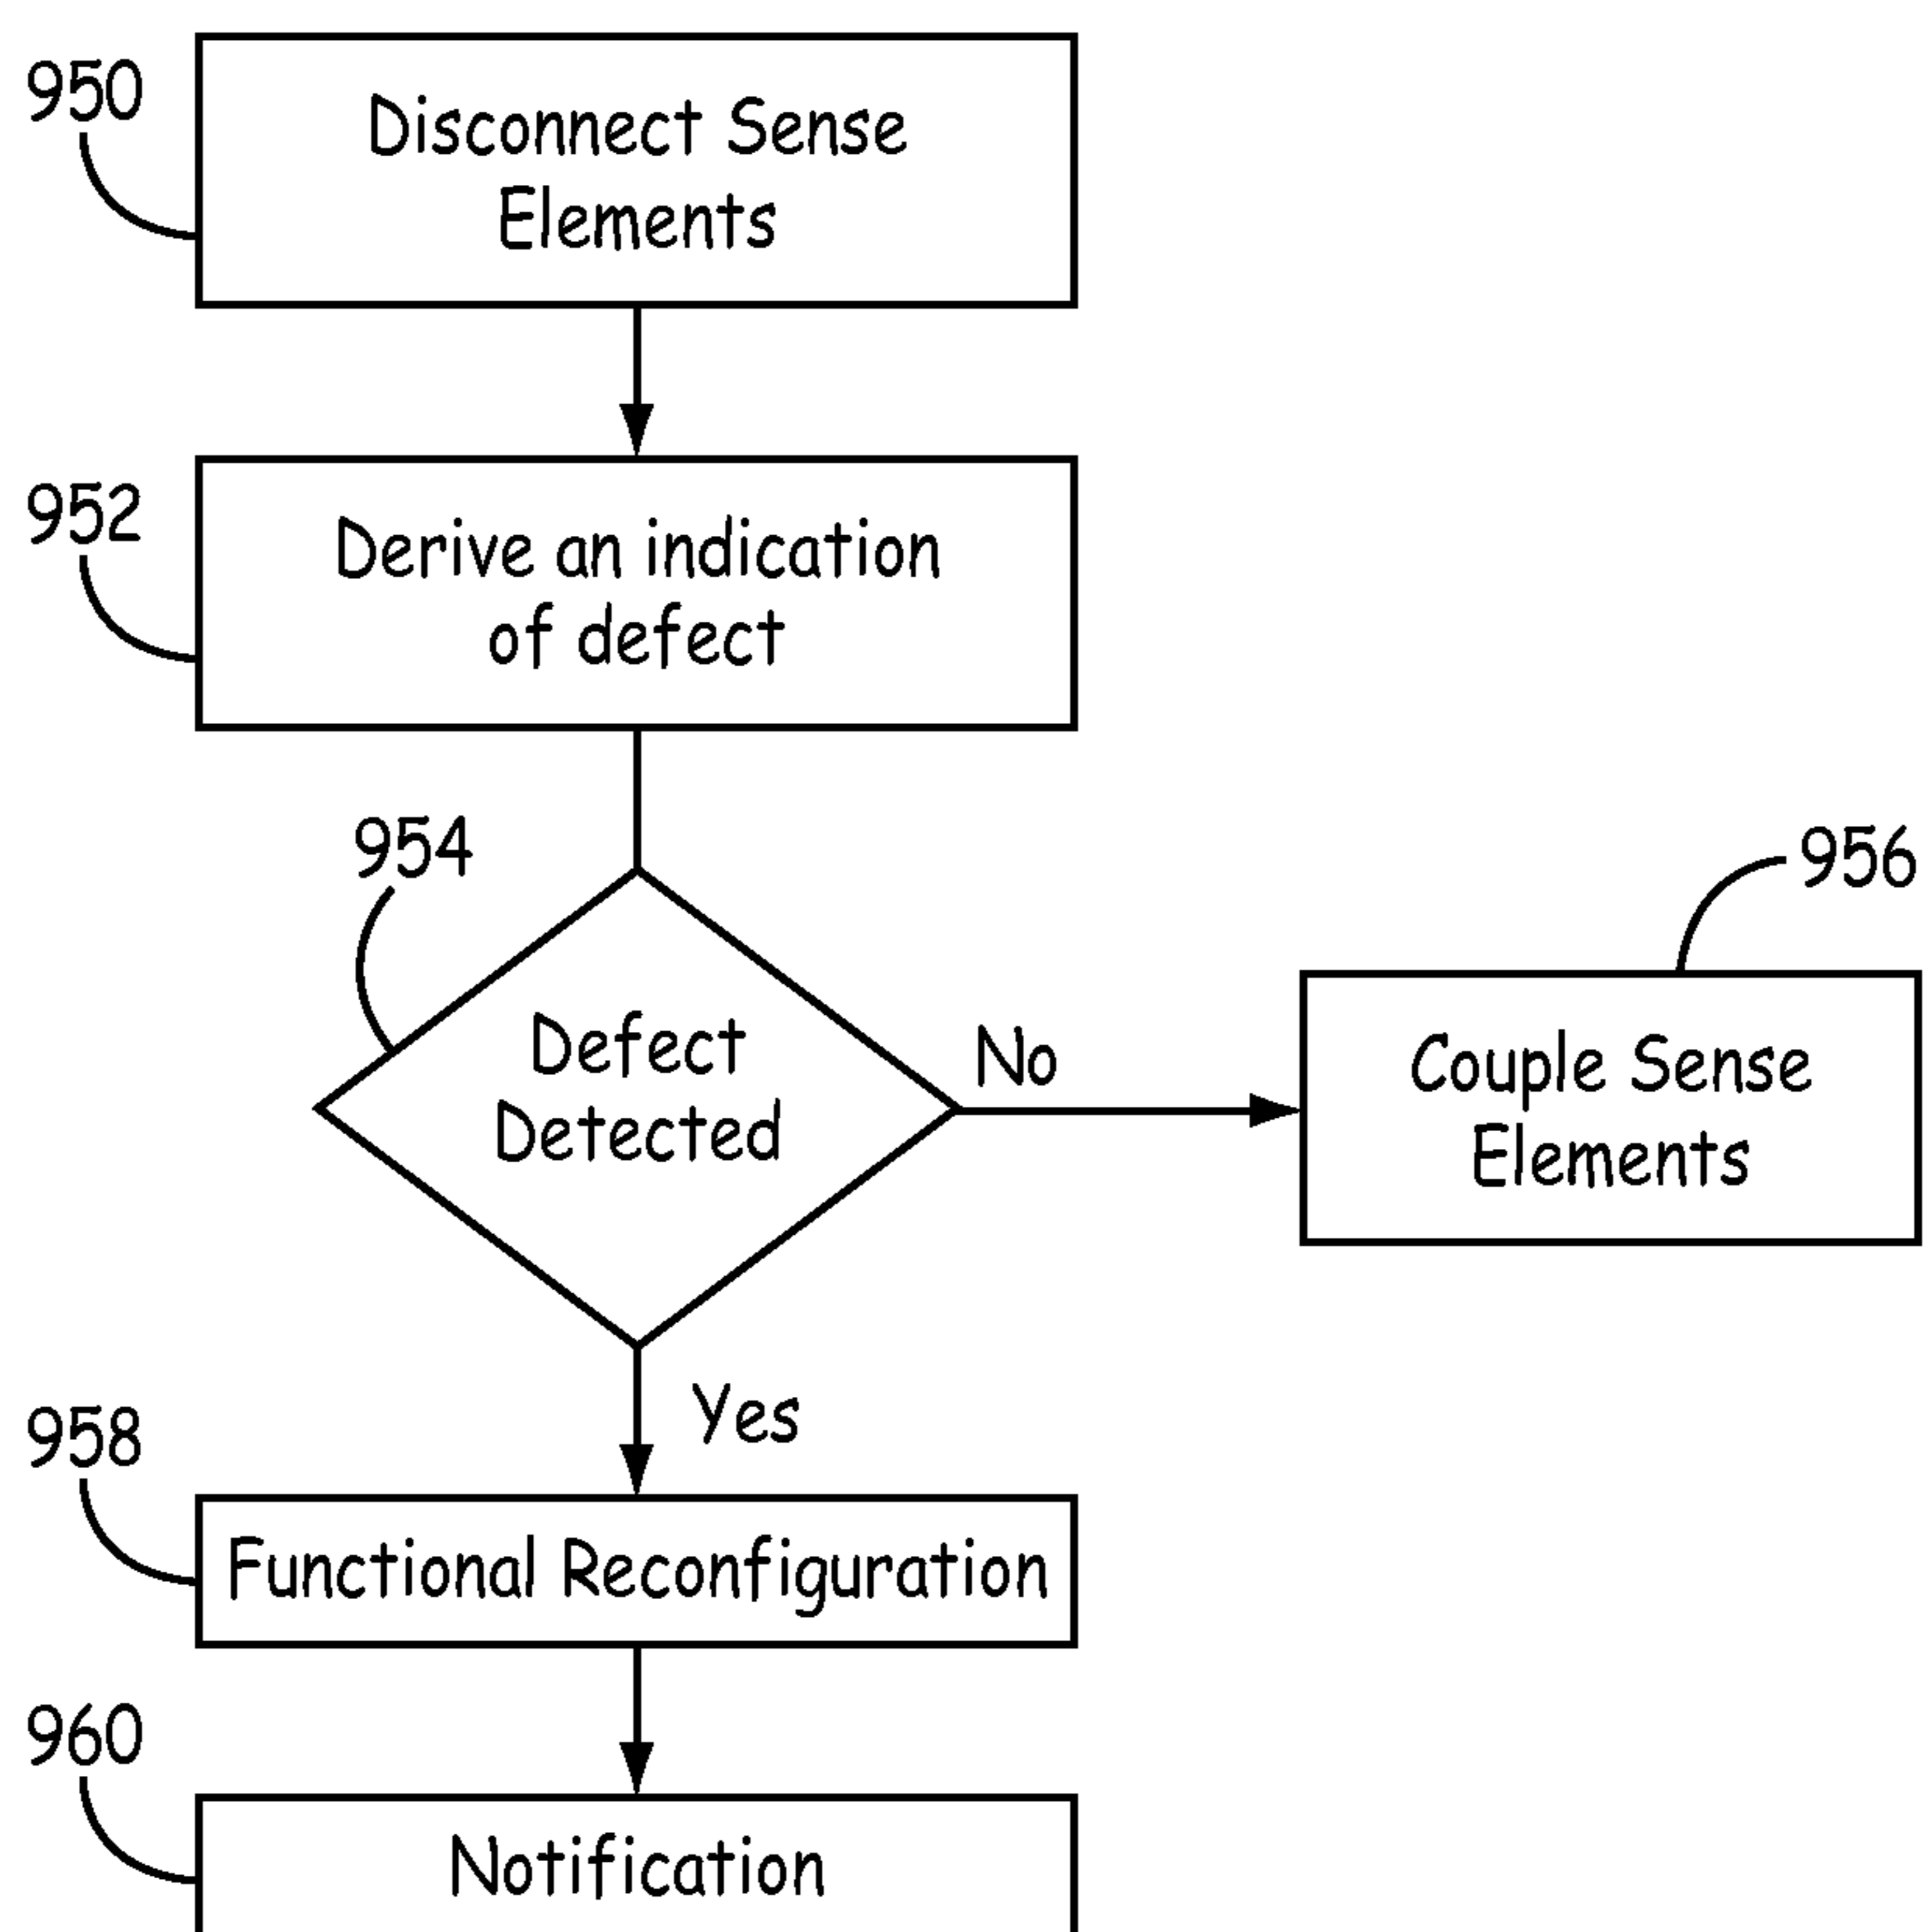 950
Disconnect Sense
Elements
952
Derive an indication
of defect
954
956
Defect
Detected
No
Couple Sense
Elements
Yes
958
Functional Reconfiguration
960
Notification